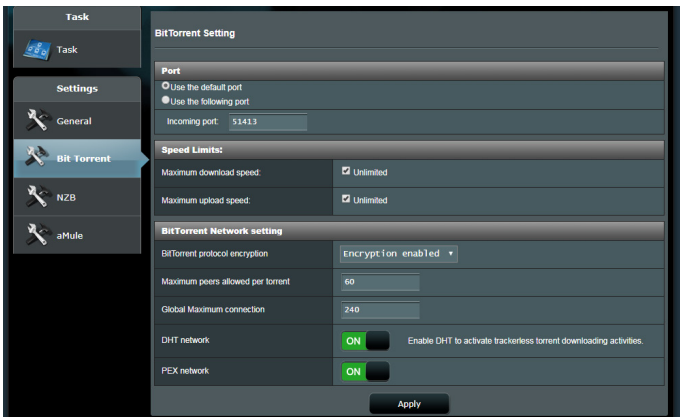 Task
Task
Settings
General
Bit Torrent
NZB
aMule
BitTorrent Setting
Port
Use the default port
Use the following port
Incoming port: 51413
Speed Limits:
Maximum download speed: Unlimited
Maximum upload speed: Unlimited
BitTorrent Network setting
BitTorrent protocol encryption Encryption enabled
Maximum peers allowed per torrent 60
Global Maximum connection 240
DHT network ON Enable DHT to activate trackerless torrent downloading activities.
PEX network ON
Apply